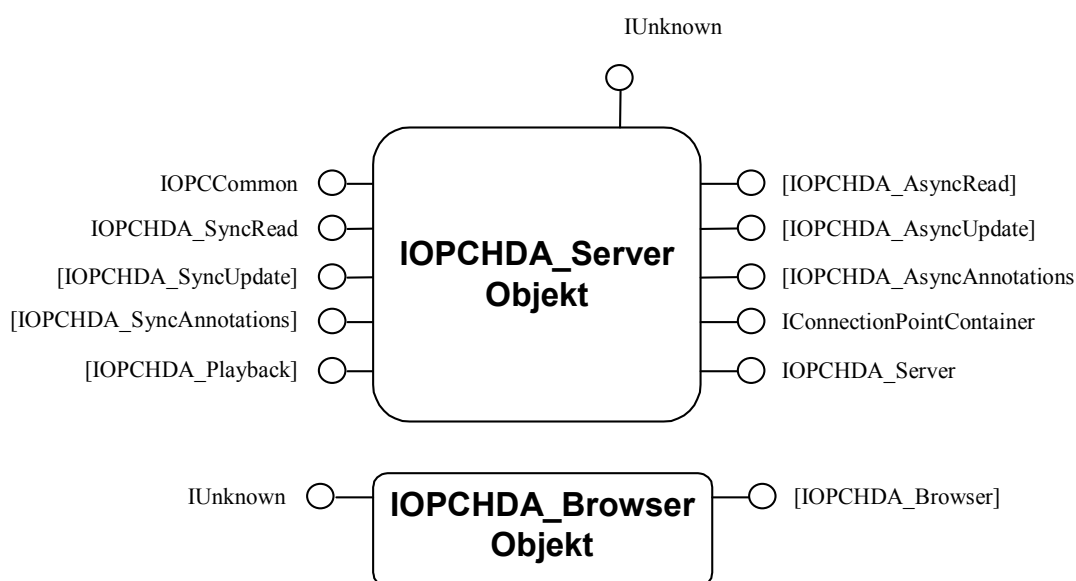 IUnknown
IOPCCommon
[IOPCHDA_AsyncRead]
IOPCHDA_SyncRead
[IOPCHDA_AsyncUpdate]
IOPCHDA_Server
Objekt
[IOPCHDA_SyncUpdate]
[IOPCHDA_AsyncAnnotations
[IOPCHDA_SyncAnnotations]
IConnectionPointContainer
[IOPCHDA_Playback]
IOPCHDA_Server
IUnknown
IOPCHDA_Browser
Objekt
[IOPCHDA_Browser]